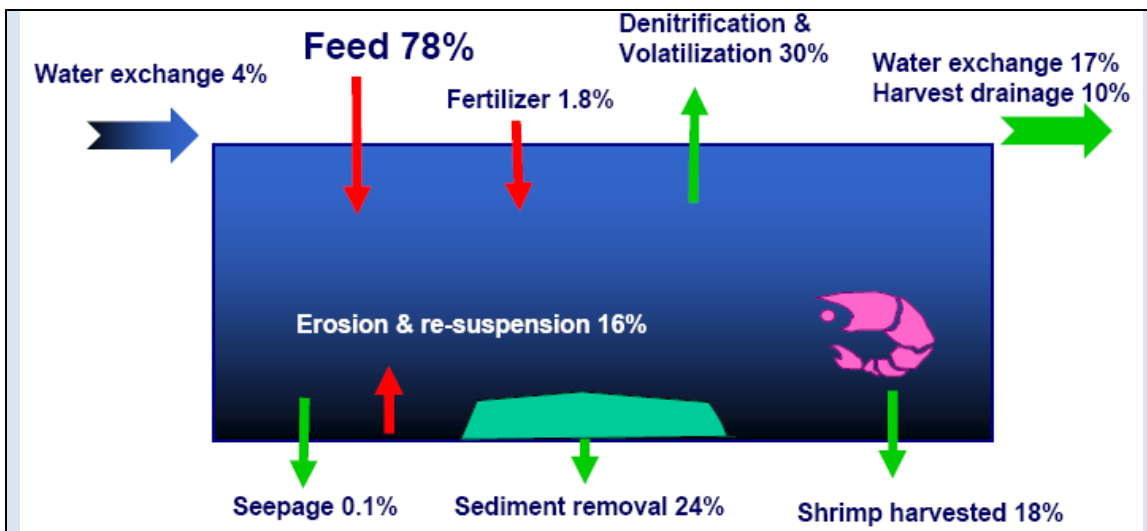 Water exchange 4%
Feed 78%
Fertilizer 1.8%
Denitrification &
Volatilization 30%
Water exchange 17%
Harvest drainage 10%
Erosion & re-suspension 16%
Seepage 0.1%
Sediment removal 24%
Shrimp harvested 18%